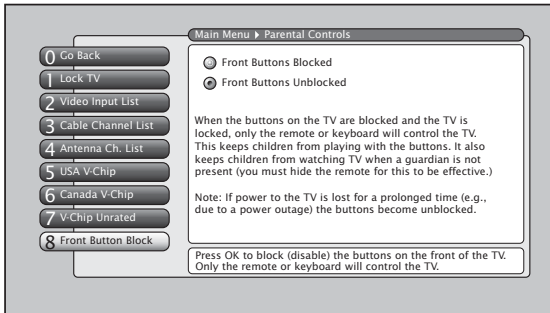 Main Menu ▶ Parental Controls
0 Go Back
1 Lock TV
2 Video Input List
3 Cable Channel List
4 Antenna Ch. List
5 USA V-Chip
6 Canada V-Chip
7 V-Chip Unrated
8 Front Button Block
Front Buttons Blocked
Front Buttons Unblocked
When the buttons on the TV are blocked and the TV is
locked, only the remote or keyboard will control the TV.
This keeps children from playing with the buttons. It also
keeps children from watching TV when a guardian is not
present (you must hide the remote for this to be effective.)
Note: If power to the TV is lost for a prolonged time (e.g.,
due to a power outage) the buttons become unblocked.
Press OK to block (disable) the buttons on the front of the TV.
Only the remote or keyboard will control the TV.